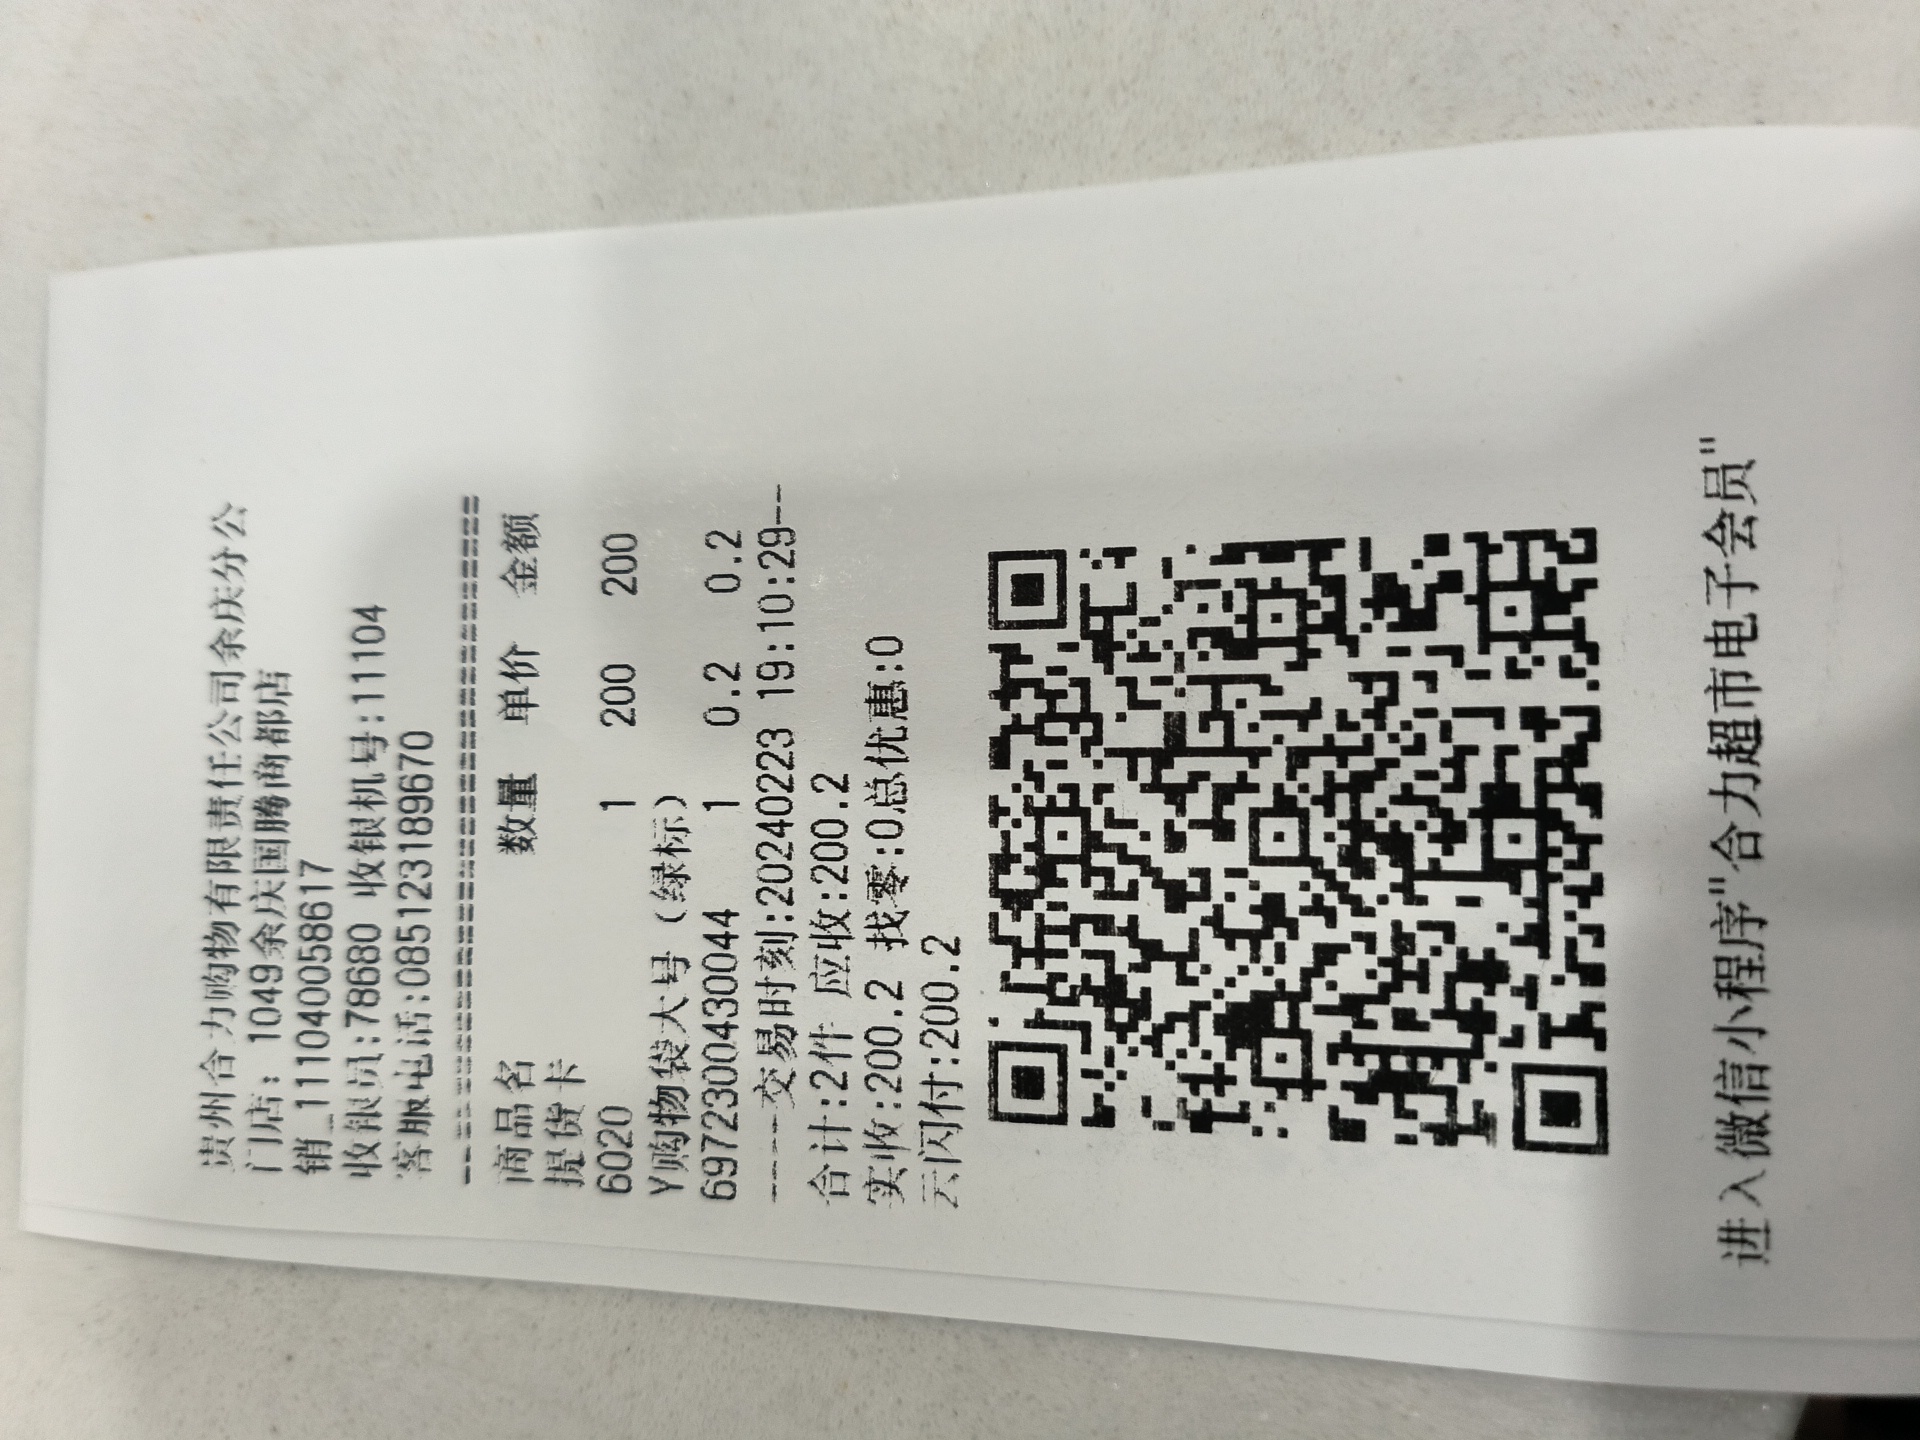 贵州合力购物有限责任公司余庆分公
门店: 1049余庆国腾商都店
销_1110400588617
收银员:78680 收银机号:11104
客服电话:085123189670
商品名 数量 单价 金额
提货卡
6020 1 200 200
Y购物袋大号（绿标）
6972300430044 1 0.2 0.2
----交易时刻:20240223 19:10:29--
合计:2件 应收:200.2
实收:200.2 找零:0总优惠:0
云闪付:200.2
进入微信小程序"合力超市电子会员"